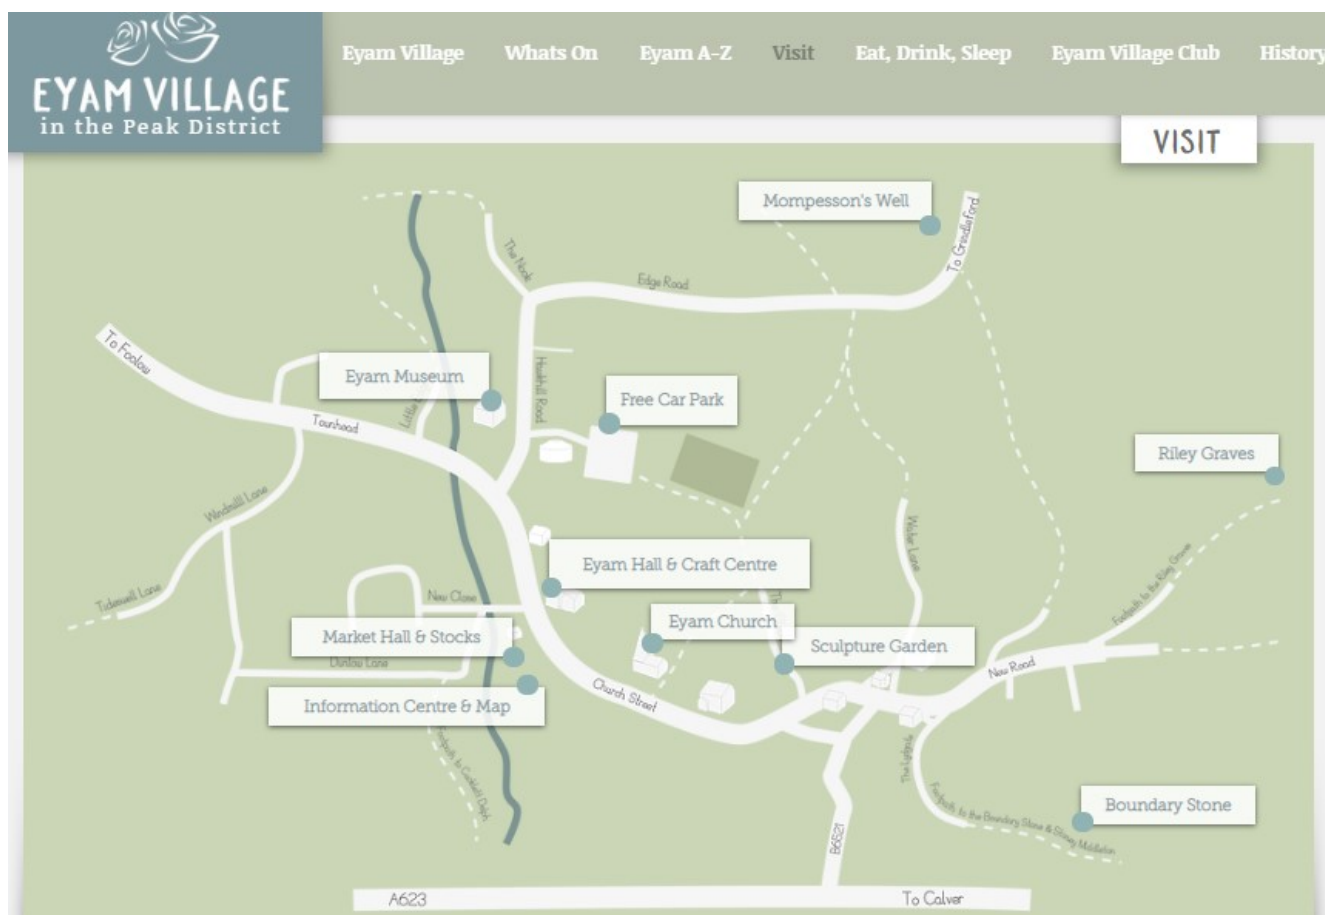 EYAM VILLAGE
in the Peak District
Eyam Village
Whats On
Eyam A-Z
Visit
Eat, Drink, Sleep
Eyam Village Club
History
VISIT
Mompesson's Well
To Grindleford
The Nook
Edge Road
To Foolow
Eyam Museum
Hawkhill Road
Free Car Park
Townhead
Riley Graves
Windmill Lane
Water Lane
Eyam Hall & Craft Centre
Footpath to the Riley Graves
Tideswell Lane
New Close
Eyam Church
Market Hall & Stocks
Sculpture Garden
Dunlow Lane
New Road
Church Street
Information Centre & Map
Footpath to Cucklett Delph
The Lydgate
Footpath to the Boundary Stone & Stoney Middleton
Boundary Stone
B6521
A623
To Calver